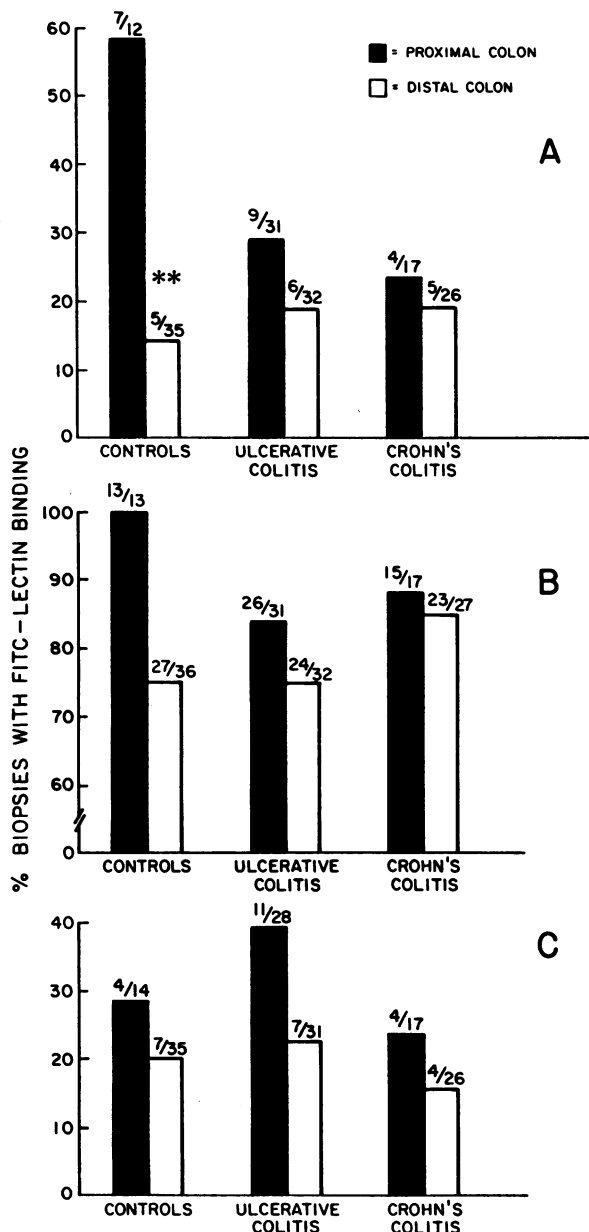 % BIOPSIES WITH FITC-LECTIN BINDING
■ = PROXIMAL COLON
□ = DISTAL COLON
A
60
50
40
30
20
10
0
7/12
**
5/35
9/31
6/32
4/17
5/26
CONTROLS
ULCERATIVE
COLITIS
CROHN'S
COLITIS
B
100
90
80
70
60
0
13/13
27/36
26/31
24/32
15/17
23/27
CONTROLS
ULCERATIVE
COLITIS
CROHN'S
COLITIS
C
40
30
20
10
0
4/14
7/35
11/28
7/31
4/17
4/26
CONTROLS
ULCERATIVE
COLITIS
CROHN'S
COLITIS